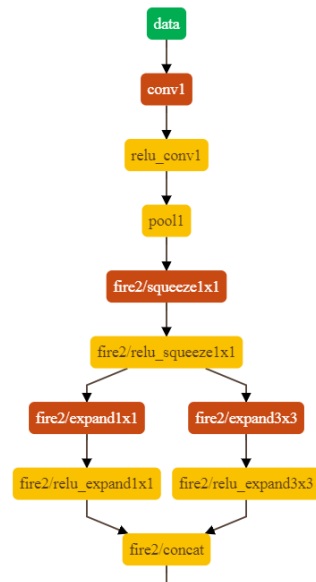 data
conv1
relu_conv1
pool1
fire2/squeeze1x1
fire2/relu_squeeze1x1
fire2/expand1x1
fire2/expand3x3
fire2/relu_expand1x1
fire2/relu_expand3x3
fire2/concat